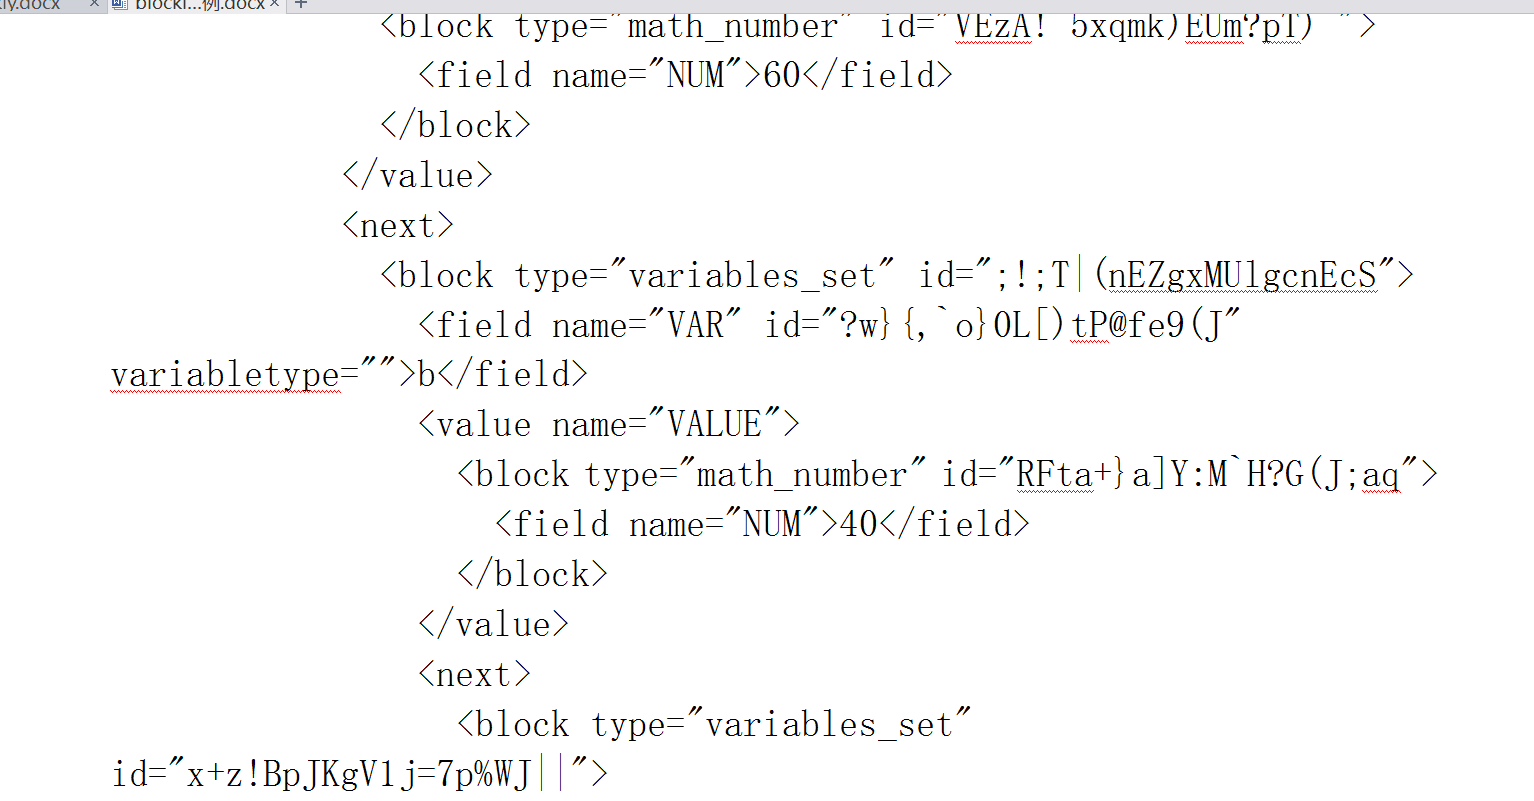 ly.docx × blockl...例.docx × +
<block type="math_number" id="VEzA! 5xqmk)EUm?pT) ">
<field name="NUM">60</field>
</block>
</value>
<next>
<block type="variables_set" id=";!;T|(nEZgxMUlgcnEcS">
<field name="VAR" id="?w}{,`o}0L[)tP@fe9(J"
variabletype="">b</field>
<value name="VALUE">
<block type="math_number" id="RFta+}a]Y:M`H?G(J;aq">
<field name="NUM">40</field>
</block>
</value>
<next>
<block type="variables_set"
id="x+z!BpJKgV1j=7p%WJ||">